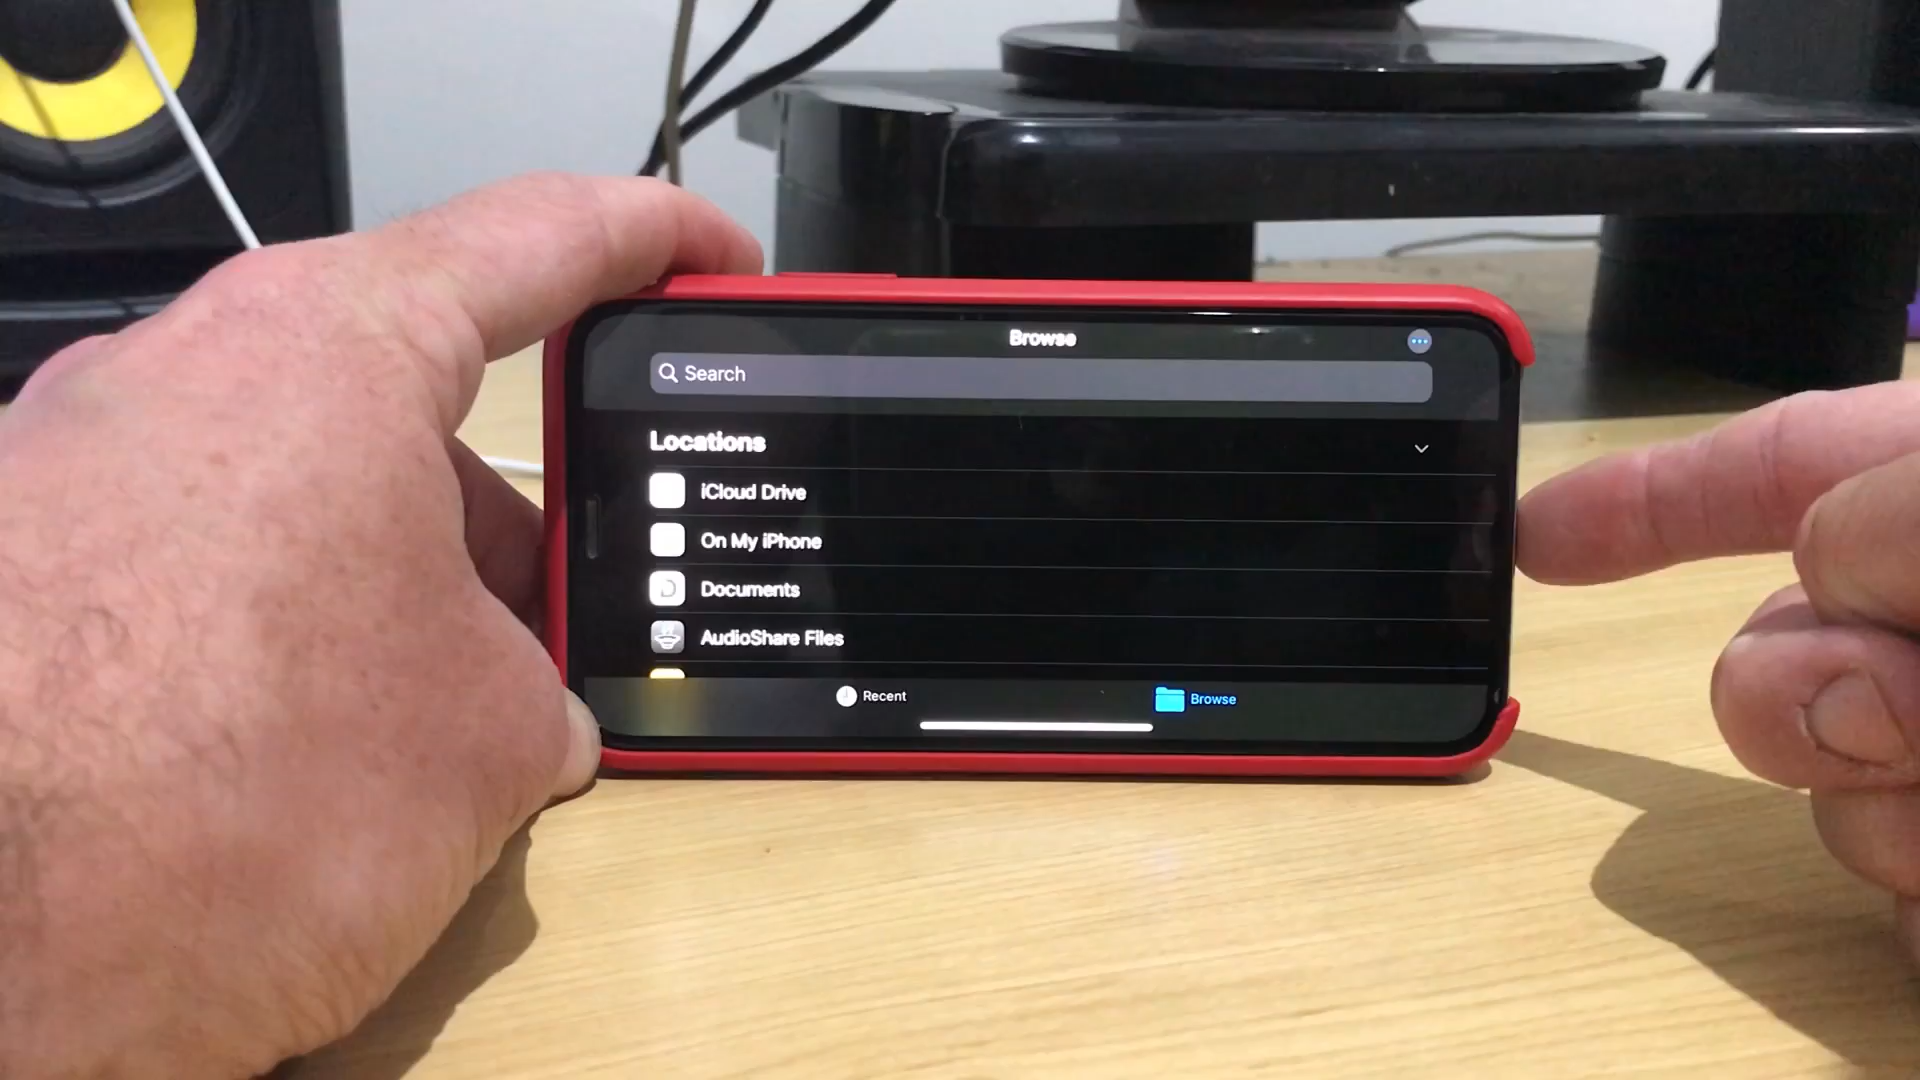 Browse
Search
Locations
iCloud Drive
On My iPhone
Documents
AudioShare Files
Recent
Browse